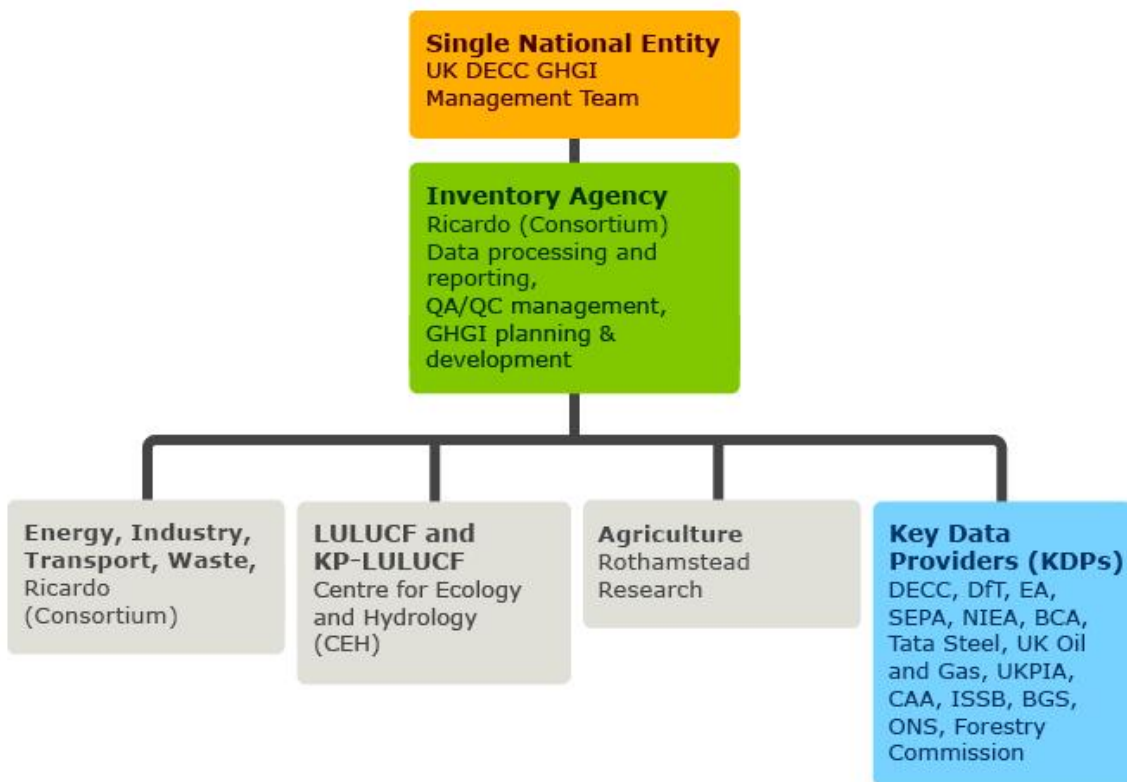 Single National Entity
UK DECC GHGI
Management Team
Inventory Agency
Ricardo (Consortium)
Data processing and
reporting,
QA/QC management,
GHGI planning &
development
Energy, Industry,
Transport, Waste,
Ricardo
(Consortium)
LULUCF and
KP-LULUCF
Centre for Ecology
and Hydrology
(CEH)
Agriculture
Rothamstead
Research
Key Data
Providers (KDPs)
DECC, DfT, EA,
SEPA, NIEA, BCA,
Tata Steel, UK Oil
and Gas, UKPIA,
CAA, ISSB, BGS,
ONS, Forestry
Commission